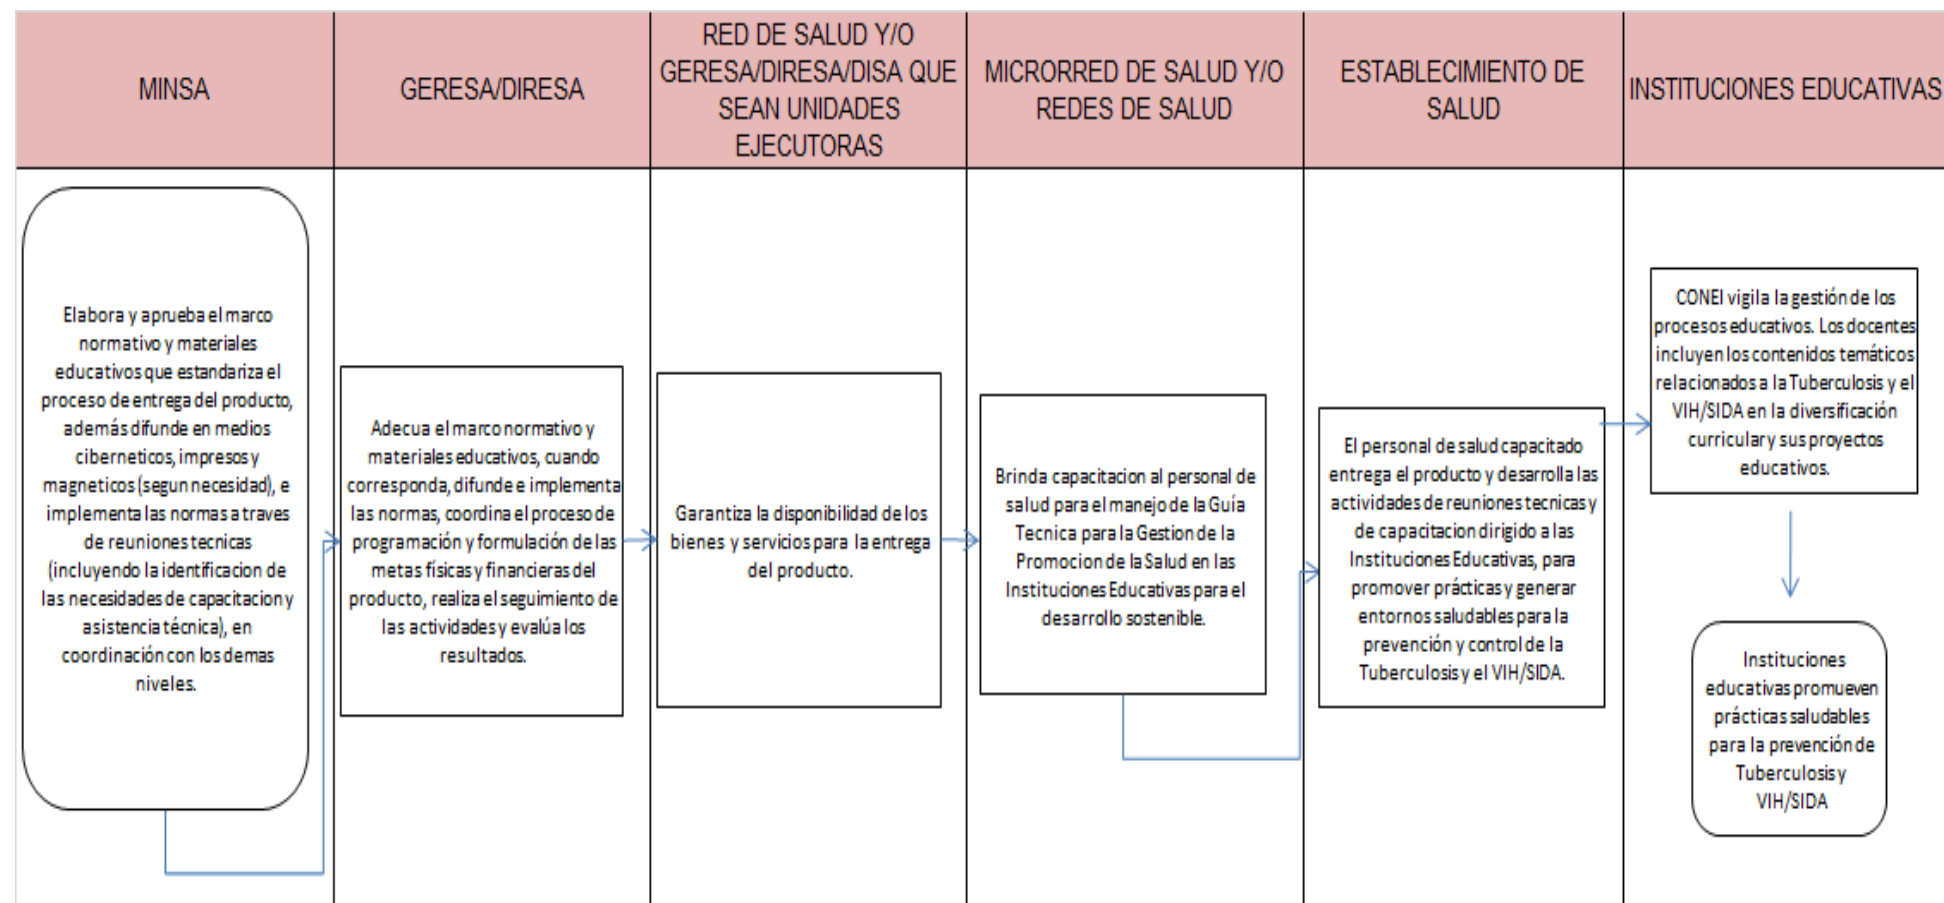 MINSA
GERESA/DIRESA
RED DE SALUD Y/O
GERESA/DIRESA/DISA QUE
SEAN UNIDADES
EJECUTORAS
MICRORRED DE SALUD Y/O
REDES DE SALUD
ESTABLECIMIENTO DE
SALUD
INSTITUCIONES EDUCATIVAS
Elabora y aprueba el marco
normativo y materiales
educativos que estandariza el
proceso de entrega del producto,
además difunde en medios
ciberneticos, impresos y
magneticos (segun necesidad), e
implementa las normas a traves
de reuniones tecnicas
(incluyendo la identificacion de
las necesidades de capacitacion y
asistencia técnica), en
coordinación con los demas
niveles.
Adecua el marco normativo y
materiales educativos, cuando
corresponda, difunde e implementa
las normas, coordina el proceso de
programación y formulación de las
metas físicas y financieras del
producto, realiza el seguimiento de
las actividades y evalúa los
resultados.
Garantiza la disponibilidad de los
bienes y servicios para la entrega
del producto.
Brinda capacitacion al personal de
salud para el manejo de la Guía
Tecnica para la Gestion de la
Promocion de la Salud en las
Instituciones Educativas para el
desarrollo sostenible.
El personal de salud capacitado
entrega el producto y desarrolla las
actividades de reuniones tecnicas y
de capacitacion dirigido a las
Instituciones Educativas, para
promover prácticas y generar
entornos saludables para la
prevención y control de la
Tuberculosis y el VIH/SIDA.
CONEI vigila la gestión de los
procesos educativos. Los docentes
incluyen los contenidos temáticos
relacionados a la Tuberculosis y el
VIH/SIDA en la diversificación
curricular y sus proyectos
educativos.
Instituciones
educativas promueven
prácticas saludables
para la prevención de
Tuberculosis y
VIH/SIDA